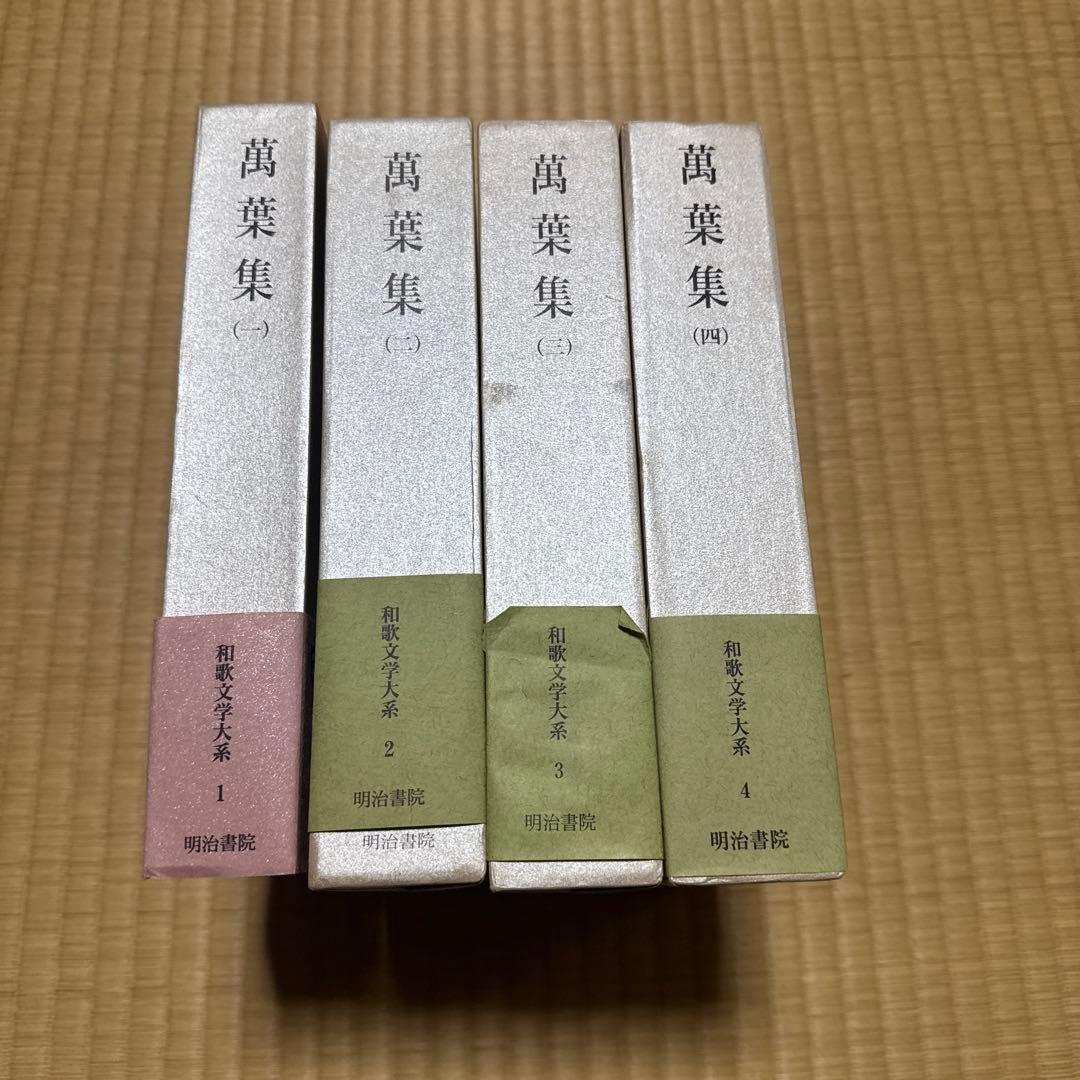 萬葉集
(一)
和歌文学大系
1
明治書院
萬葉集
(二)
和歌文学大系
2
明治書院
明治書院
萬葉集
(三)
和歌文学大系
3
明治書院
萬葉集
(四)
和歌文学大系
4
明治書院